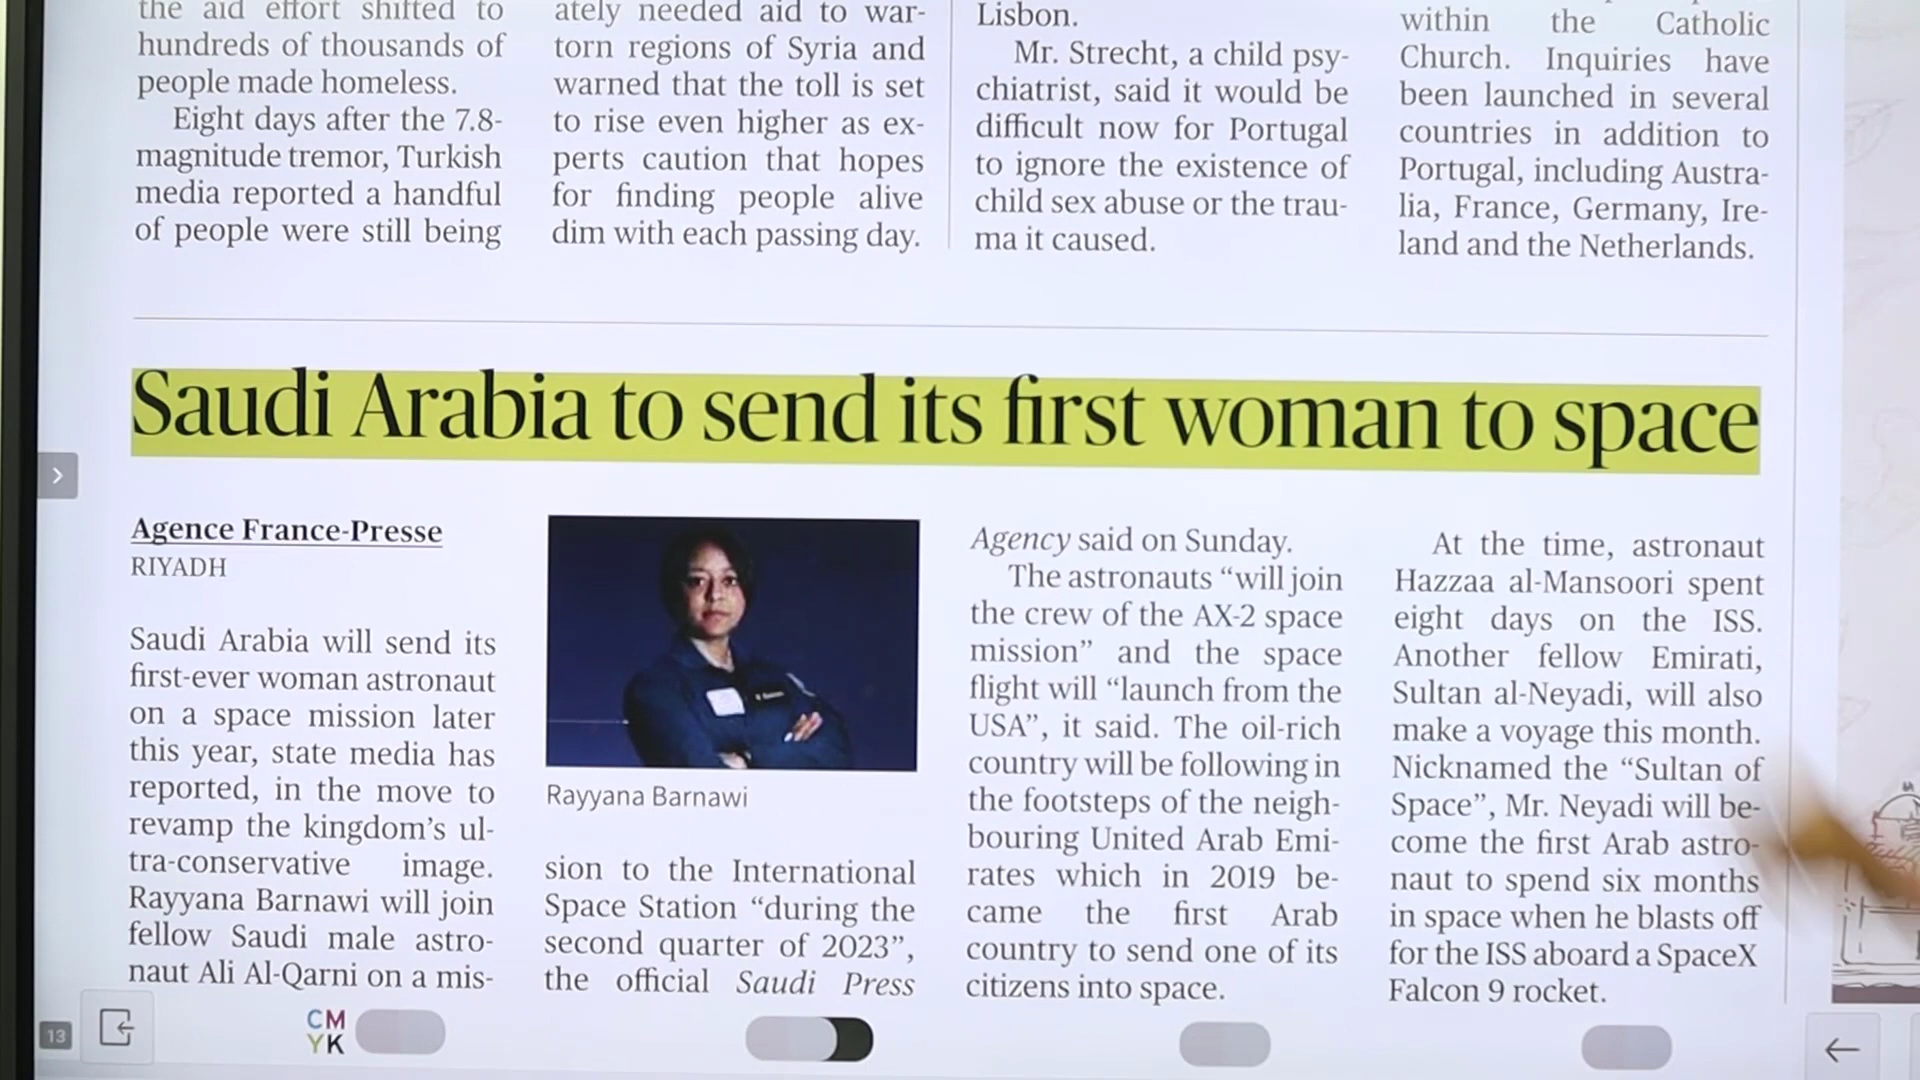 the aid effort shifted to
hundreds of thousands of
people made homeless.
Eight days after the 7.8-
magnitude tremor, Turkish
media reported a handful
of people were still being
ately needed aid to war-
torn regions of Syria and
warned that the toll is set
to rise even higher as ex-
perts caution that hopes
for finding people alive
dim with each passing day.
Lisbon.
Mr. Strecht, a child psy-
chiatrist, said it would be
difficult now for Portugal
to ignore the existence of
child sex abuse or the trau-
ma it caused.
within the Catholic
Church. Inquiries have
been launched in several
countries in addition to
Portugal, including Austra-
lia, France, Germany, Ire-
land and the Netherlands.
Saudi Arabia to send its first woman to space
Agence France-Presse
RIYADH
Saudi Arabia will send its
first-ever woman astronaut
on a space mission later
this year, state media has
reported, in the move to
revamp the kingdom's ul-
tra-conservative image.
Rayyana Barnawi will join
fellow Saudi male astro-
naut Ali Al-Qarni on a mis-
Rayyana Barnawi
sion to the International
Space Station “during the
second quarter of 2023”,
the official Saudi Press
Agency said on Sunday.
The astronauts “will join
the crew of the AX-2 space
mission” and the space
flight will “launch from the
USA”, it said. The oil-rich
country will be following in
the footsteps of the neigh-
bouring United Arab Emi-
rates which in 2019 be-
came the first Arab
country to send one of its
citizens into space.
At the time, astronaut
Hazzaa al-Mansoori spent
eight days on the ISS.
Another fellow Emirati,
Sultan al-Neyadi, will also
make a voyage this month.
Nicknamed the “Sultan of
Space”, Mr. Neyadi will be-
come the first Arab astro-
naut to spend six months
in space when he blasts off
for the ISS aboard a SpaceX
Falcon 9 rocket.
13
CM
YK